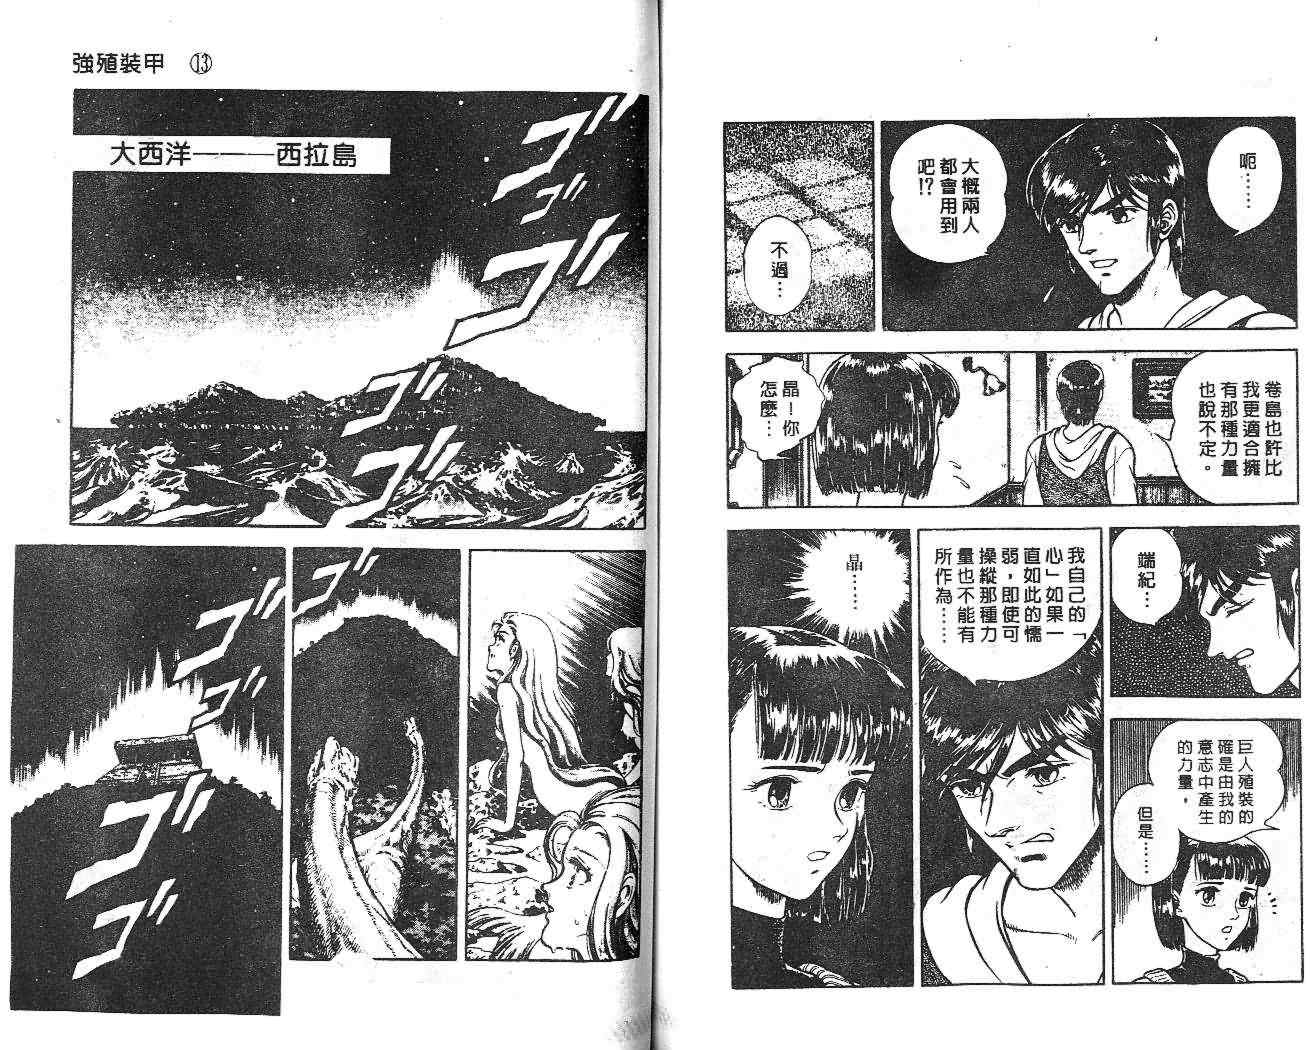 呃……
大概兩人
都會用到
吧!?
不過…
卷島也許比
我更適合擁
有那種力量
也說不定。
晶!你
怎麼…
端紀…
我自己的「
心」如果一
直如此的懦
弱，即使可
操縱那種力
量也不能有
所作為……
晶……
巨人殖裝的
確是由我的
意志中產生
的力量，
但是……
強殖裝甲 ⑬
大西洋———西拉島
ゴゴゴゴゴ
ゴゴ
ゴゴゴゴ